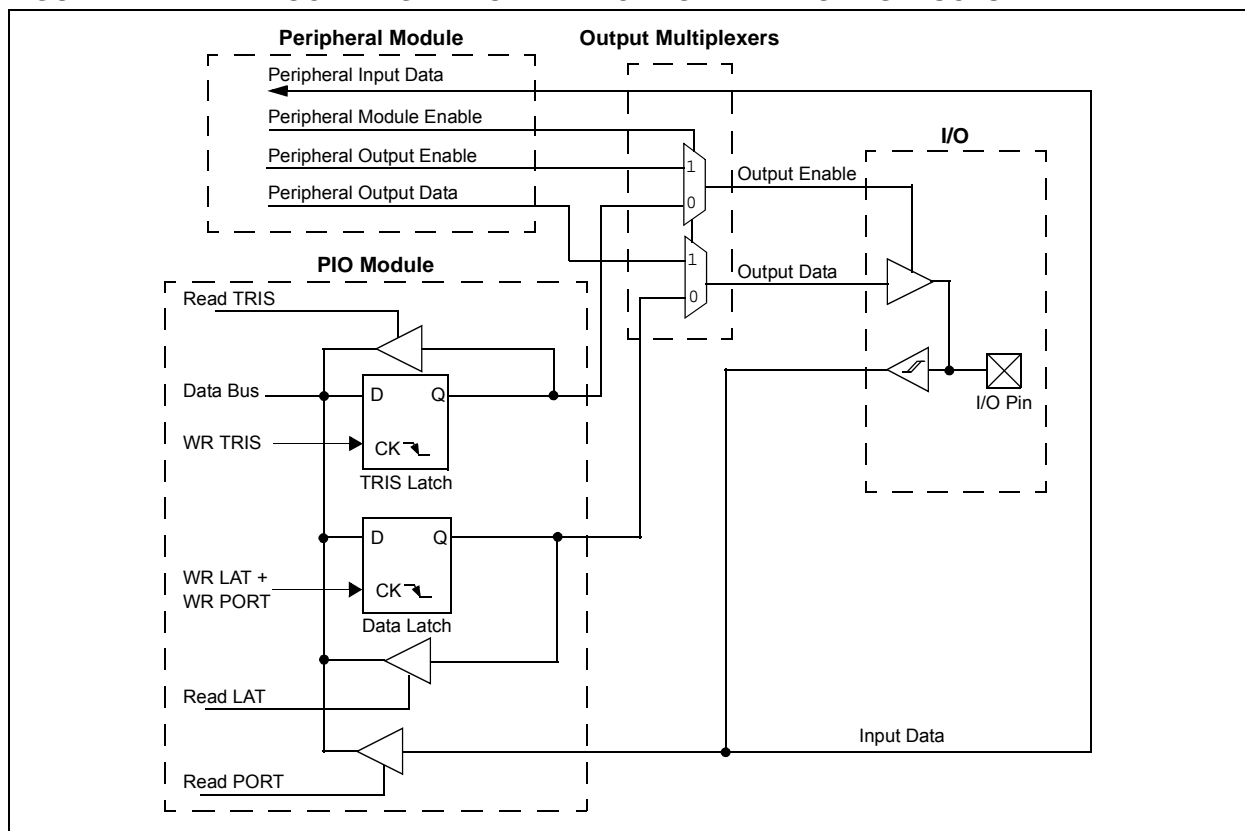 Peripheral Module
Output Multiplexers
Peripheral Input Data
Peripheral Module Enable
Peripheral Output Enable
Peripheral Output Data
1
0
1
0
Output Enable
Output Data
I/O
I/O Pin
PIO Module
Read TRIS
Data Bus
D Q
WR TRIS
CK
TRIS Latch
D Q
WR LAT +
WR PORT
CK
Data Latch
Read LAT
Read PORT
Input Data